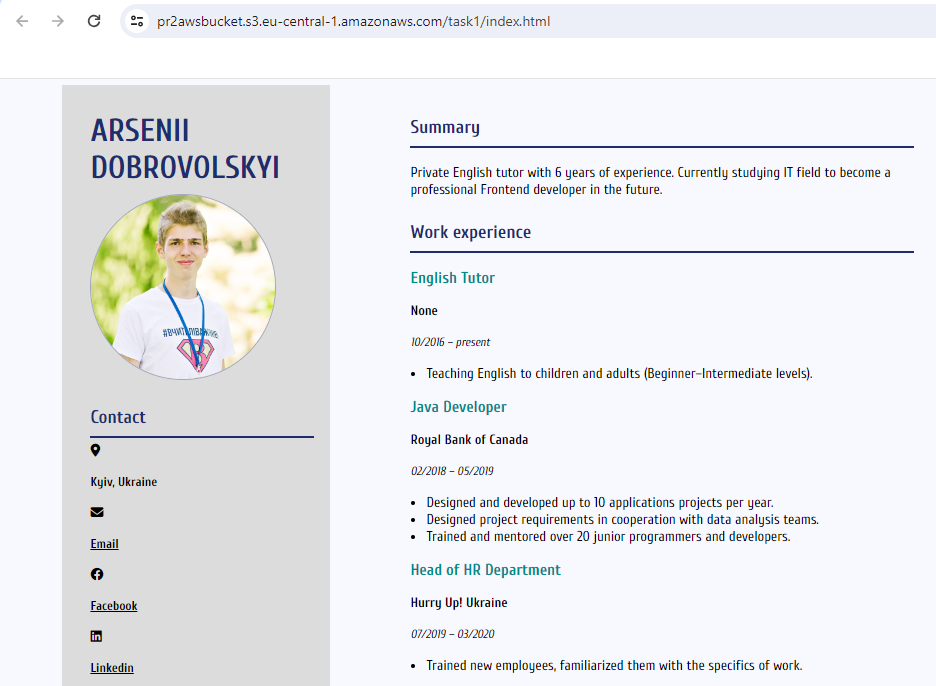 pr2awsbucket.s3.eu-central-1.amazonaws.com/task1/index.html
ARSENII
DOBROVOLSKYI
Contact
Kyiv, Ukraine
Email
Facebook
Linkedin
Summary
Private English tutor with 6 years of experience. Currently studying IT field to become a
professional Frontend developer in the future.
Work experience
English Tutor
None
10/2016 – present
• Teaching English to children and adults (Beginner–Intermediate levels).
Java Developer
Royal Bank of Canada
02/2018 – 05/2019
• Designed and developed up to 10 applications projects per year.
• Designed project requirements in cooperation with data analysis teams.
• Trained and mentored over 20 junior programmers and developers.
Head of HR Department
Hurry Up! Ukraine
07/2019 – 03/2020
• Trained new employees, familiarized them with the specifics of work.